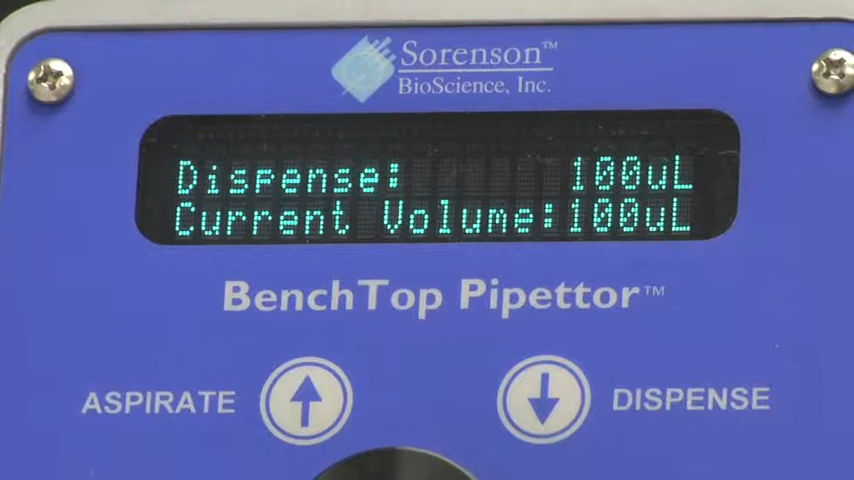 Sorenson™
BioScience, Inc.
Dispense: 100uL
Current Volume:100uL
BenchTop Pipettor™
ASPIRATE DISPENSE